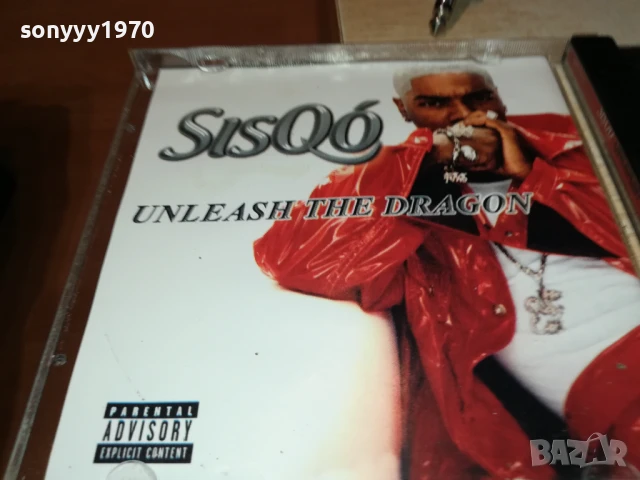 sonyyy1970
SISQÓ
UNLEASH THE DRAGON
PARENTAL
ADVISORY
EXPLICIT CONTENT
BAZAR